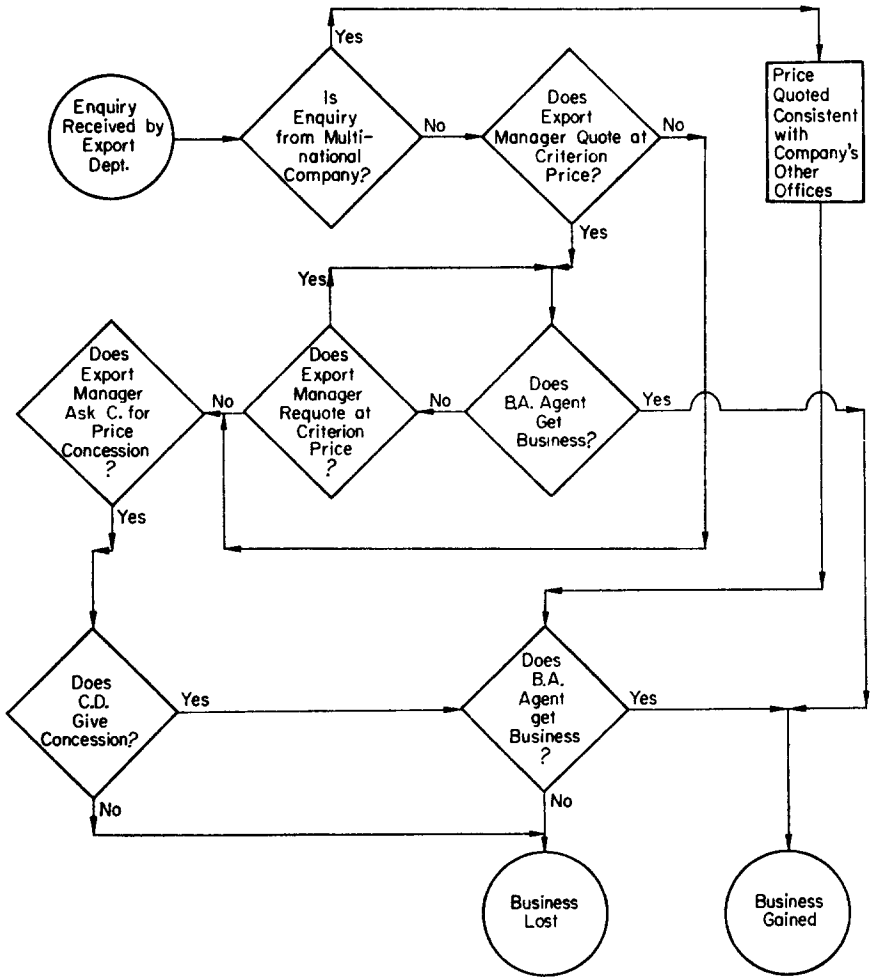 Yes
Enquiry
Received by
Export
Dept.
Is
Enquiry
from Multi-
national
Company?
No
Does
Export
Manager Quote at
Criterion
Price?
No
Price
Quoted
Consistent
with
Company's
Other
Offices
Yes
Yes
Does
Export
Manager
Ask C. for
Price
Concession
?
No
Does
Export
Manager
Requote at
Criterion
Price
?
No
Does
B.A. Agent
Get
Business?
Yes
Yes
Does
C.D.
Give
Concession?
Yes
Does
B.A.
Agent
get
Business
?
Yes
No
No
Business
Lost
Business
Gained